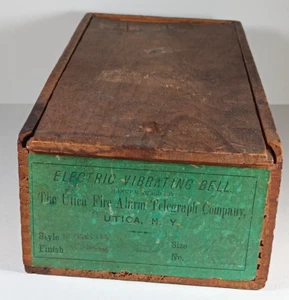 ELECTRIC VIBRATING BELL
The Utica Fire Alarm Telegraph Company,
UTICA, N. Y.
Style
Size
Finish
No.